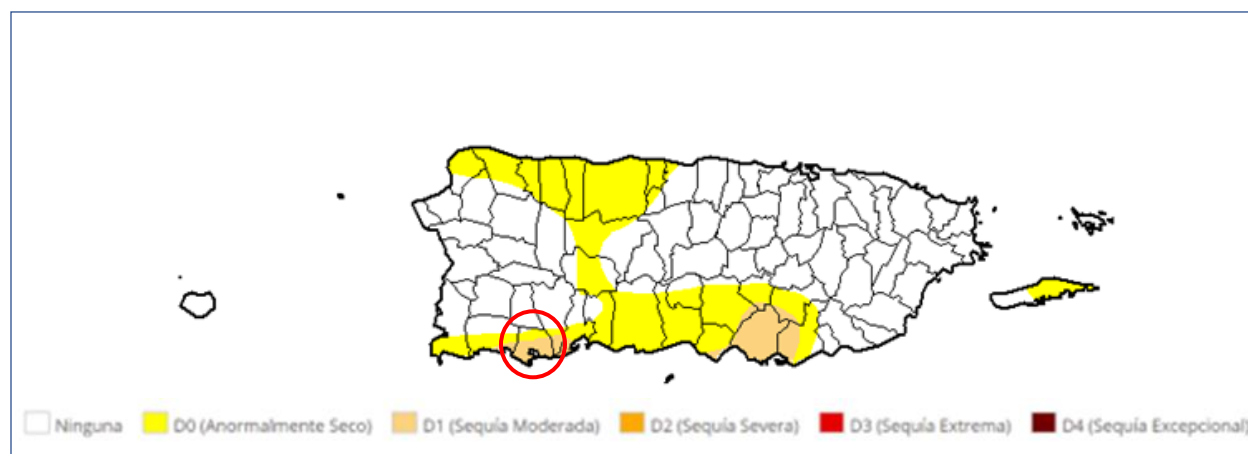 Ninguna D0 (Anormalmente Seco) D1 (Sequía Moderada) D2 (Sequía Severa) D3 (Sequía Extrema) D4 (Sequía Excepcional)